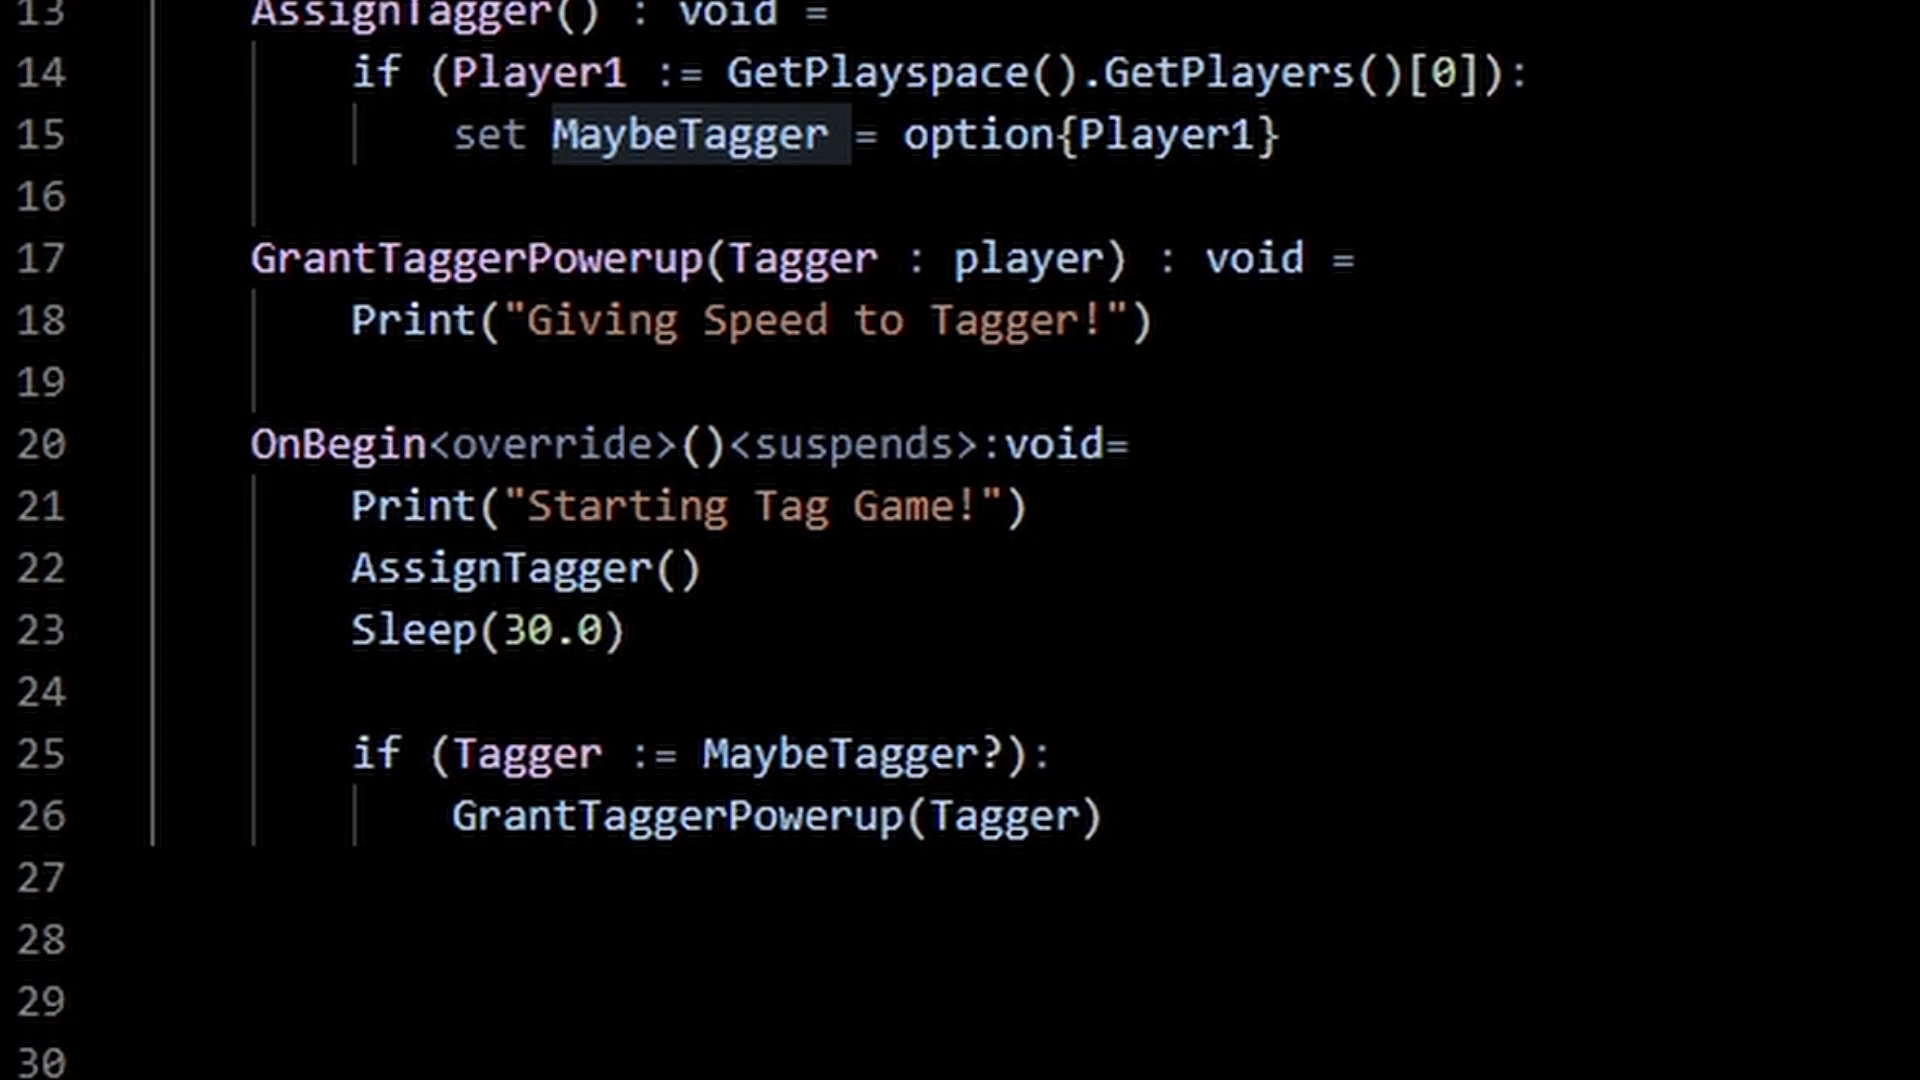 13 AssignTagger() : void =
14 if (Player1 := GetPlayspace().GetPlayers()[0]):
15 set MaybeTagger = option{Player1}
16
17 GrantTaggerPowerup(Tagger : player) : void =
18 Print("Giving Speed to Tagger!")
19
20 OnBegin<override>()<suspends>:void=
21 Print("Starting Tag Game!")
22 AssignTagger()
23 Sleep(30.0)
24
25 if (Tagger := MaybeTagger?):
26 GrantTaggerPowerup(Tagger)
27
28
29
30